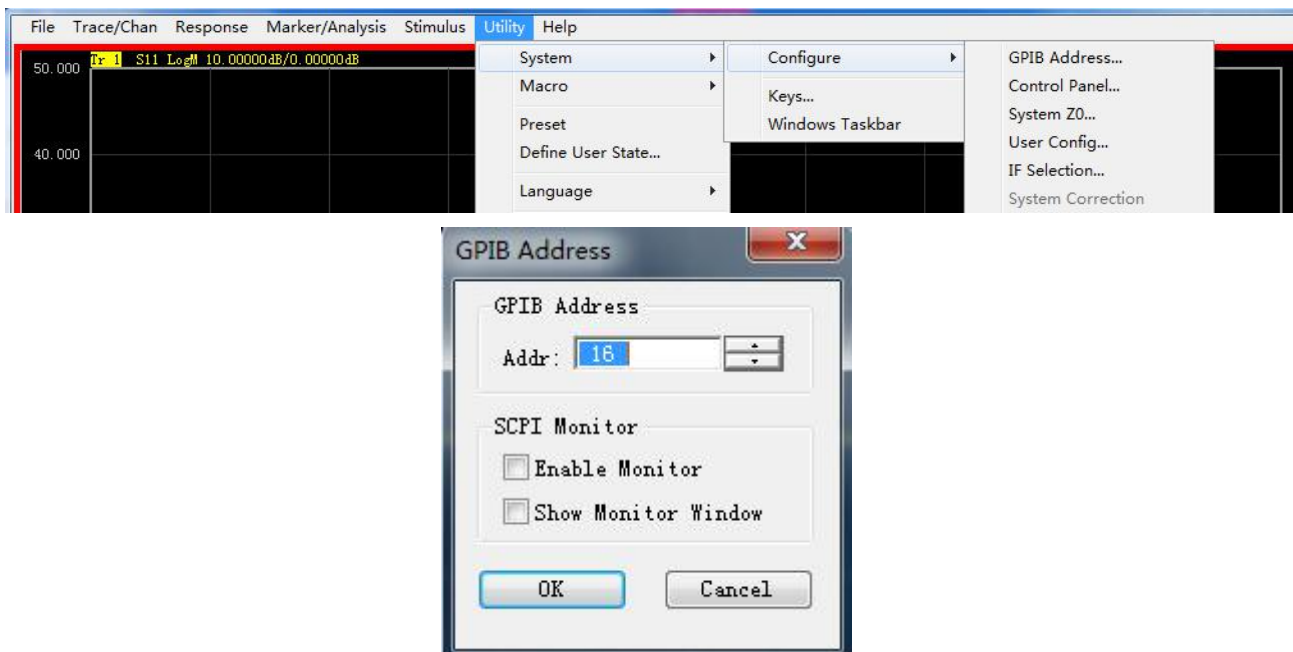 File Trace/Chan Response Marker/Analysis Stimulus Utility Help
Tr 1 S11 LogM 10.00000dB/0.00000dB
50.000
40.000
System
Macro
Preset
Define User State...
Language
Configure
Keys...
Windows Taskbar
GPIB Address...
Control Panel...
System Z0...
User Config...
IF Selection...
System Correction
GPIB Address
GPIB Address
Addr: 16
SCPI Monitor
Enable Monitor
Show Monitor Window
OK Cancel